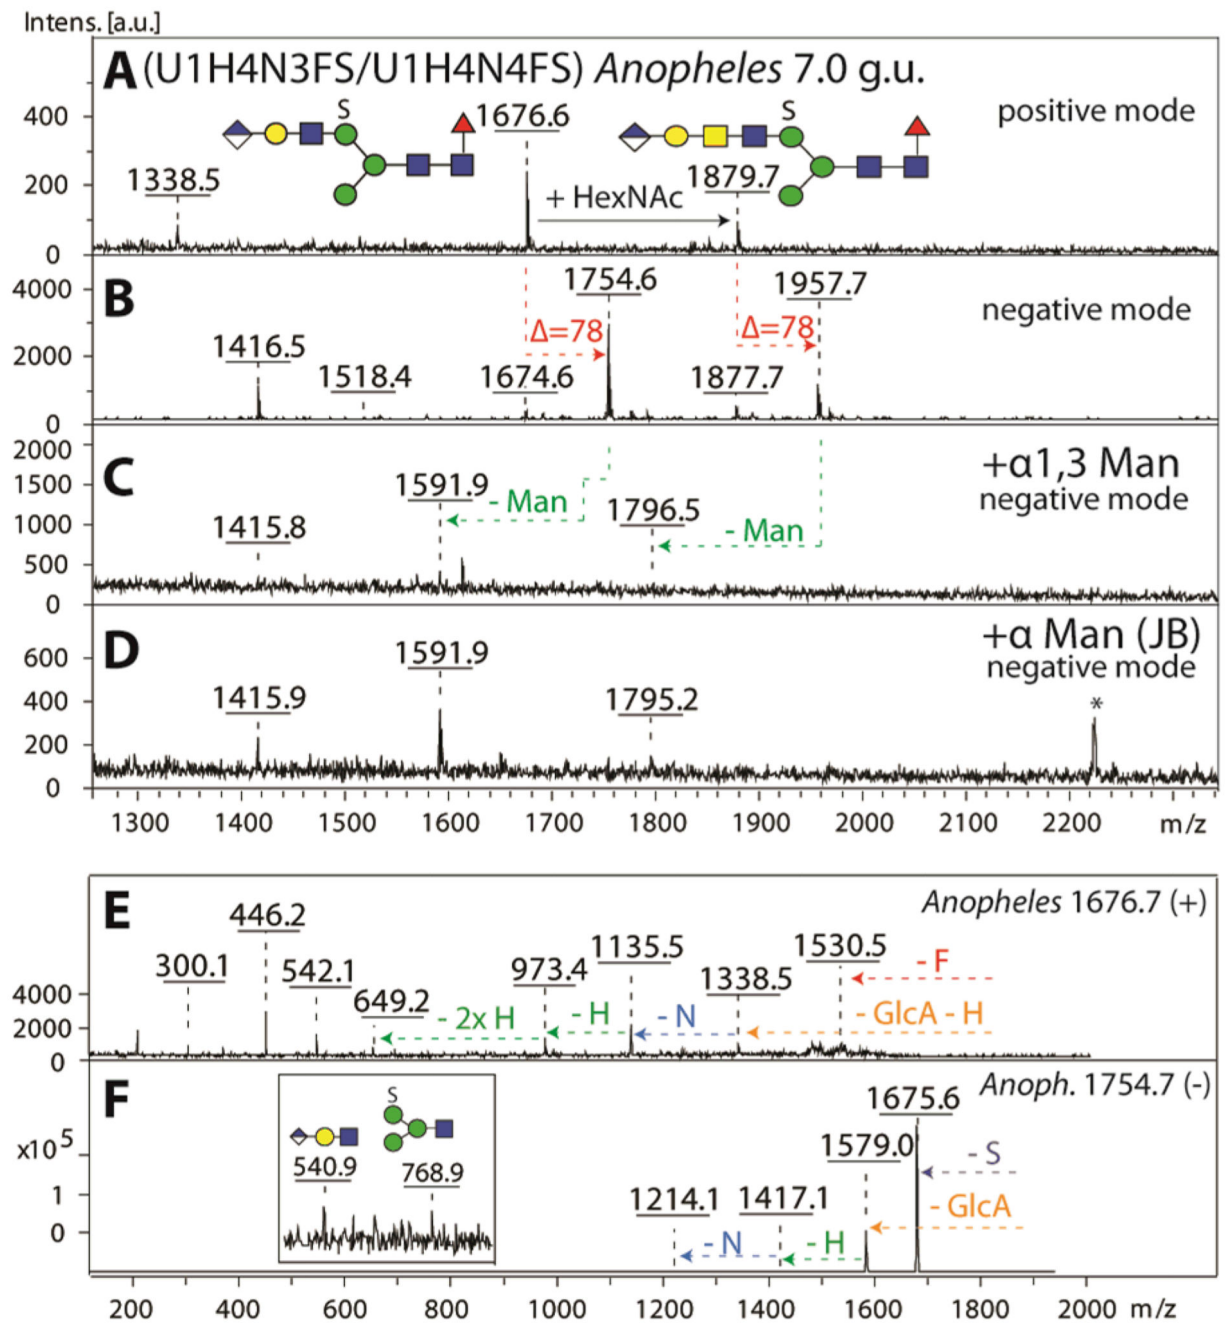 Intens. [a.u.]
A (U1H4N3FS/U1H4N4FS) Anopheles 7.0 g.u.
positive mode
S
S
1676.6
1338.5
1879.7
+ HexNAc
400
200
0
B
negative mode
1754.6
1957.7
Δ=78
Δ=78
1416.5
1518.4
1674.6
1877.7
4000
2000
0
C
+α1,3 Man
negative mode
1591.9
- Man
1415.8
1796.5
- Man
2000
1500
1000
500
0
D
+α Man (JB)
negative mode
1591.9
1415.9
1795.2
*
600
400
200
0
1300 1400 1500 1600 1700 1800 1900 2000 2100 2200 m/z
E
Anopheles 1676.7 (+)
446.2
300.1
542.1
649.2
973.4
1135.5
1338.5
1530.5
- F
- 2x H
- H
- N
- GlcA - H
4000
2000
0
F
Anoph. 1754.7 (-)
S
540.9
768.9
1675.6
1579.0
- S
- GlcA
1214.1
1417.1
- N
- H
x10⁵
1
0
200 400 600 800 1000 1200 1400 1600 1800 2000 m/z